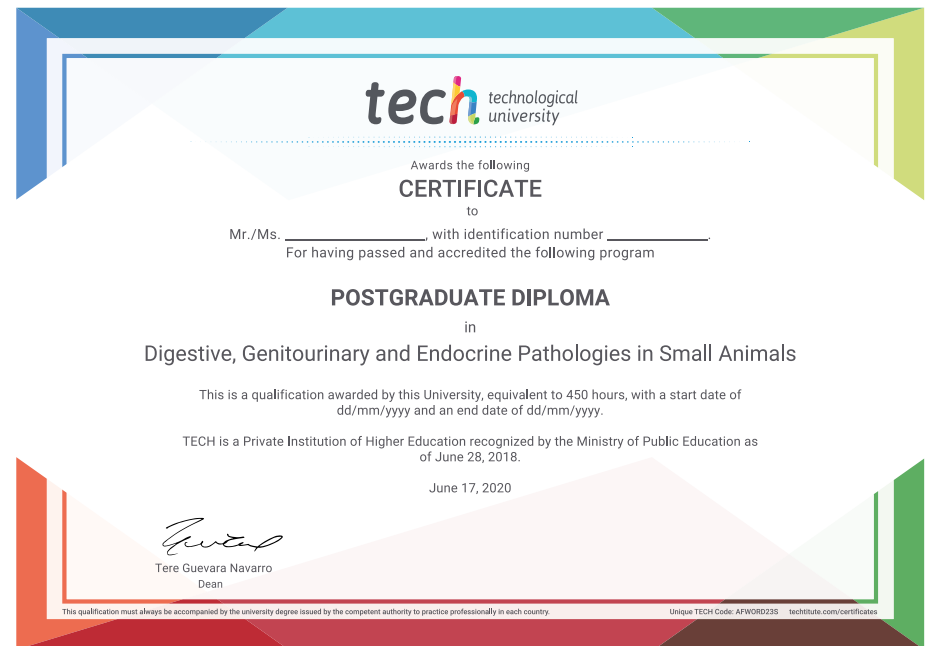 tech technological
university
Awards the following
CERTIFICATE
to
Mr./Ms. ____________________, with identification number ______________.
For having passed and accredited the following program
POSTGRADUATE DIPLOMA
in
Digestive, Genitourinary and Endocrine Pathologies in Small Animals
This is a qualification awarded by this University, equivalent to 450 hours, with a start date of
dd/mm/yyyy and an end date of dd/mm/yyyy.
TECH is a Private Institution of Higher Education recognized by the Ministry of Public Education as
of June 28, 2018.
June 17, 2020
Tere Guevara Navarro
Dean
This qualification must always be accompanied by the university degree issued by the competent authority to practice professionally in each country.
Unique TECH Code: AFWORD23S techtitute.com/certificates